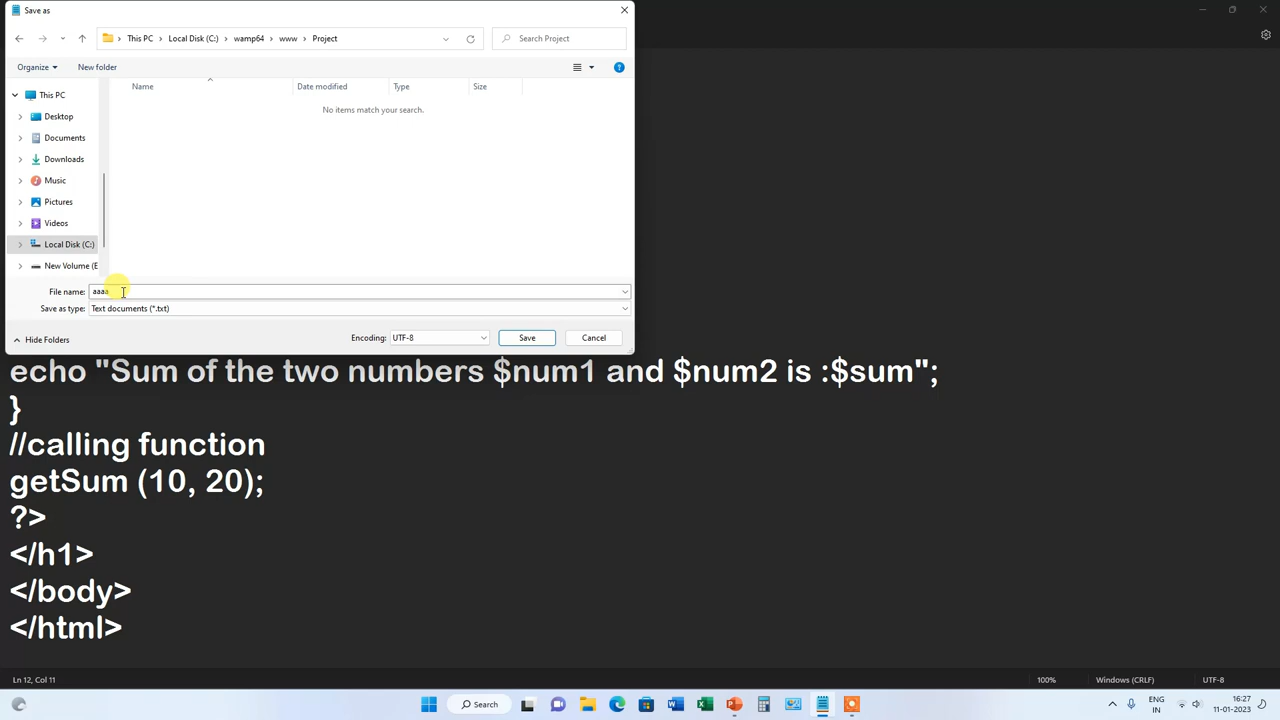 Save as
This PC > Local Disk (C:) > wamp64 > www > Project
Search Project
Organize
New folder
Name
Date modified
Type
Size
No items match your search.
This PC
Desktop
Documents
Downloads
Music
Pictures
Videos
Local Disk (C:)
New Volume (E
File name: aaaa
Save as type: Text documents (*.txt)
Hide Folders
Encoding: UTF-8
Save
Cancel
echo "Sum of the two numbers $num1 and $num2 is :$sum";
}
//calling function
getSum (10, 20);
?>
</h1>
</body>
</html>
Ln 12, Col 11
100%
Windows (CRLF)
UTF-8
Search
ENG
IN
16:27
11-01-2023